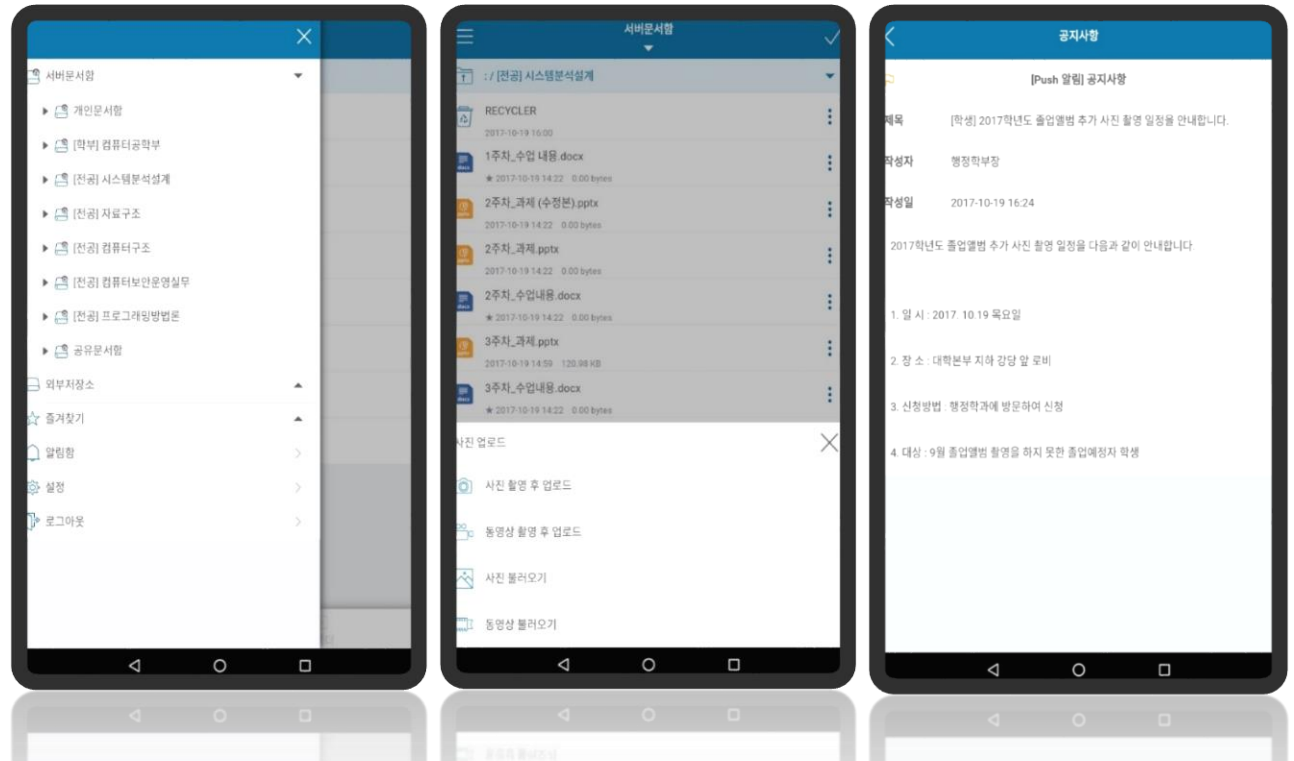 서버문서함
개인문서함
[학부] 컴퓨터공학부
[전공] 시스템분석설계
[전공] 자료구조
[전공] 컴퓨터구조
[전공] 컴퓨터보안운영실무
[전공] 프로그래밍방법론
공유문서함
외부저장소
즐겨찾기
알림함
설정
로그아웃
서버문서함
: / [전공] 시스템분석설계
RECYCLER
2017-10-19 16:00
1주차_수업 내용.docx
★ 2017-10-19 14:22 0.00 bytes
2주차_과제 (수정본).pptx
2017-10-19 14:22 0.00 bytes
2주차_과제.pptx
2017-10-19 14:22 0.00 bytes
2주차_수업내용.docx
★ 2017-10-19 14:22 0.00 bytes
3주차_과제.pptx
2017-10-19 14:59 120.98 KB
3주차_수업내용.docx
★ 2017-10-19 14:22 0.00 bytes
사진 업로드
사진 촬영 후 업로드
동영상 촬영 후 업로드
사진 불러오기
동영상 불러오기
공지사항
[Push 알림] 공지사항
제목 [학생] 2017학년도 졸업앨범 추가 사진 촬영 일정을 안내합니다.
작성자 행정학부장
작성일 2017-10-19 16:24
2017학년도 졸업앨범 추가 사진 촬영 일정을 다음과 같이 안내합니다
1. 일 시 : 2017. 10.19 목요일
2. 장 소 : 대학본부 지하 강당 앞 로비
3. 신청방법 : 행정학과에 방문하여 신청
4. 대상 : 9월 졸업앨범 촬영을 하지 못한 졸업예정자 학생